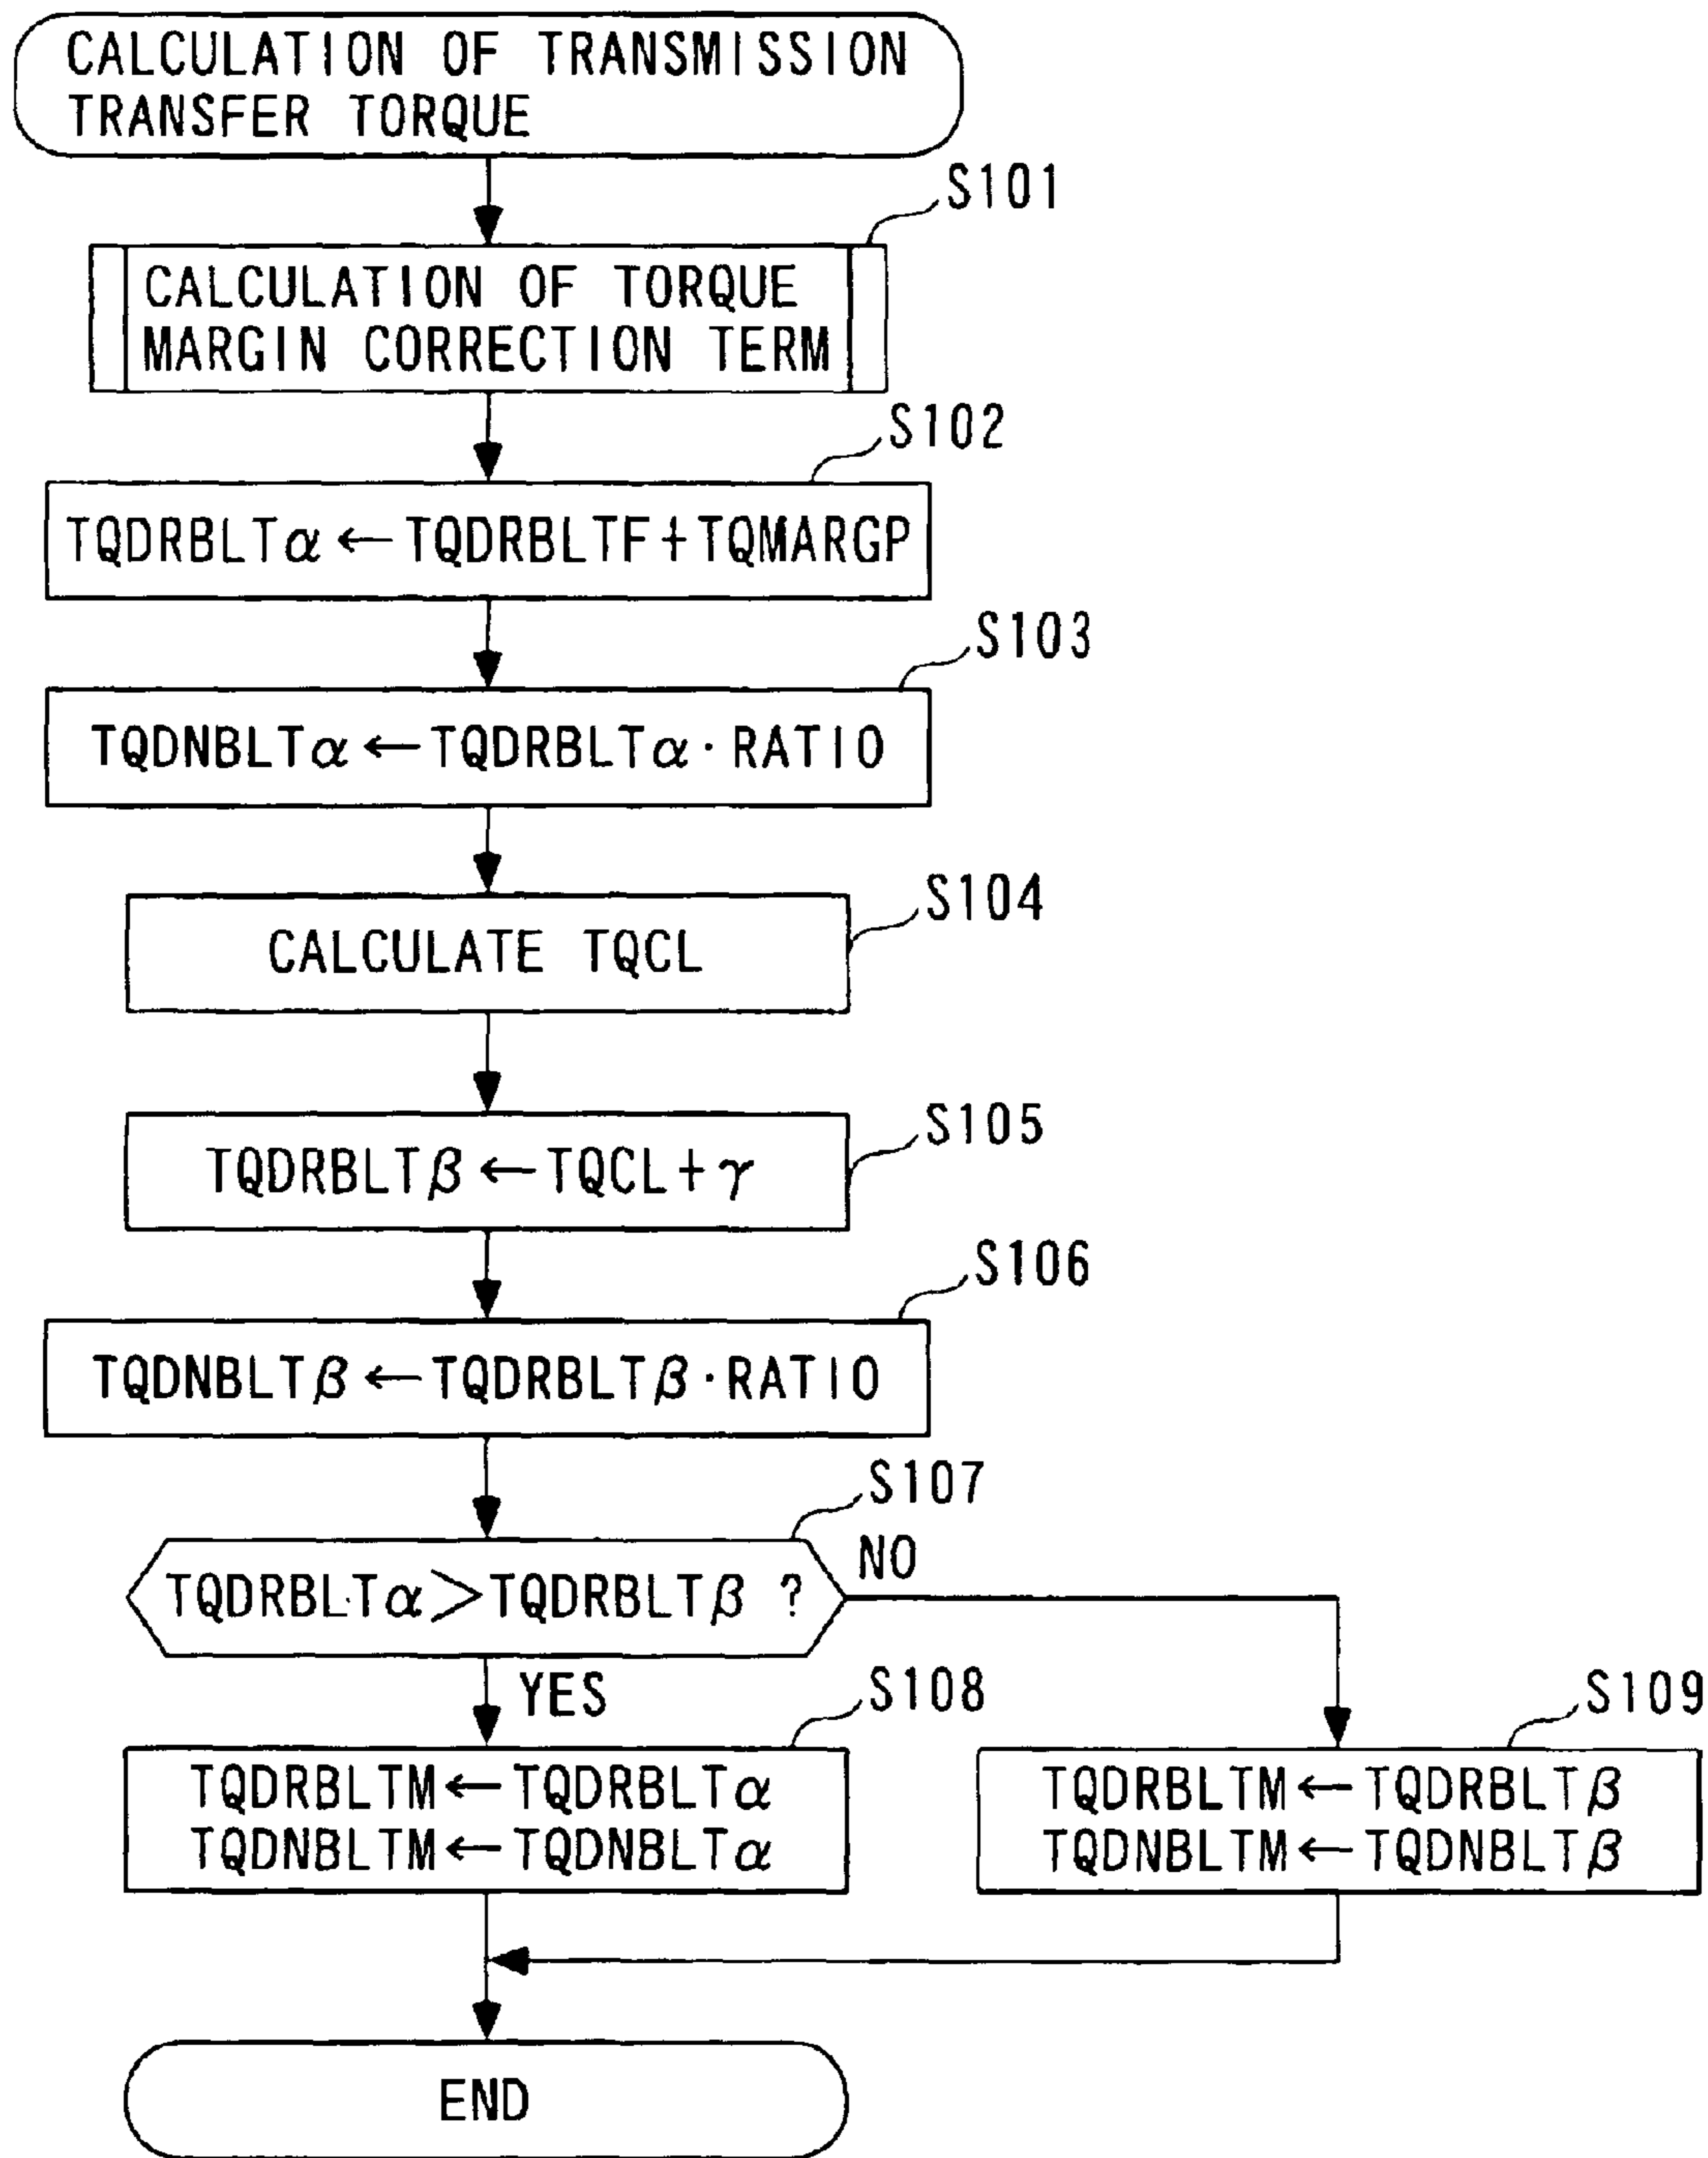 CALCULATION OF TRANSMISSION
TRANSFER TORQUE
S101
CALCULATION OF TORQUE
MARGIN CORRECTION TERM
S102
TQDRBLTα←TQDRBLTF+TQMARGP
S103
TQDNBLTα←TQDRBLTα·RATIO
S104
CALCULATE TQCL
S105
TQDRBLTβ←TQCL+γ
S106
TQDNBLTβ←TQDRBLTβ·RATIO
S107
TQDRBLTα>TQDRBLTβ ?
NO
YES
S108
TQDRBLTM←TQDRBLTα
TQDNBLTM←TQDNBLTα
S109
TQDRBLTM←TQDRBLTβ
TQDNBLTM←TQDNBLTβ
END